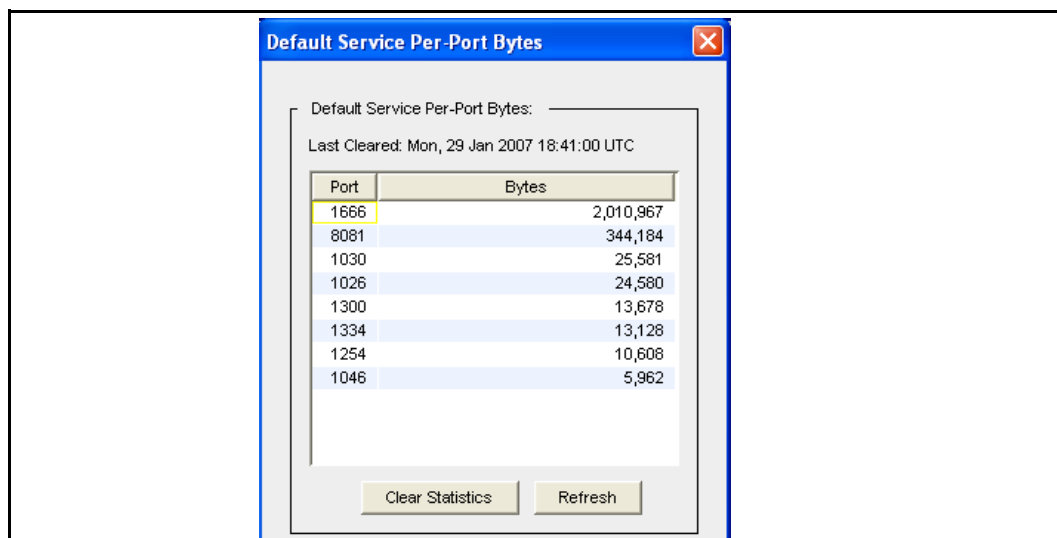 Default Service Per-Port Bytes
Default Service Per-Port Bytes:
Last Cleared: Mon, 29 Jan 2007 18:41:00 UTC
Port Bytes
1666 2,010,967
8081 344,184
1030 25,581
1026 24,580
1300 13,678
1334 13,128
1254 10,608
1046 5,962
Clear Statistics Refresh